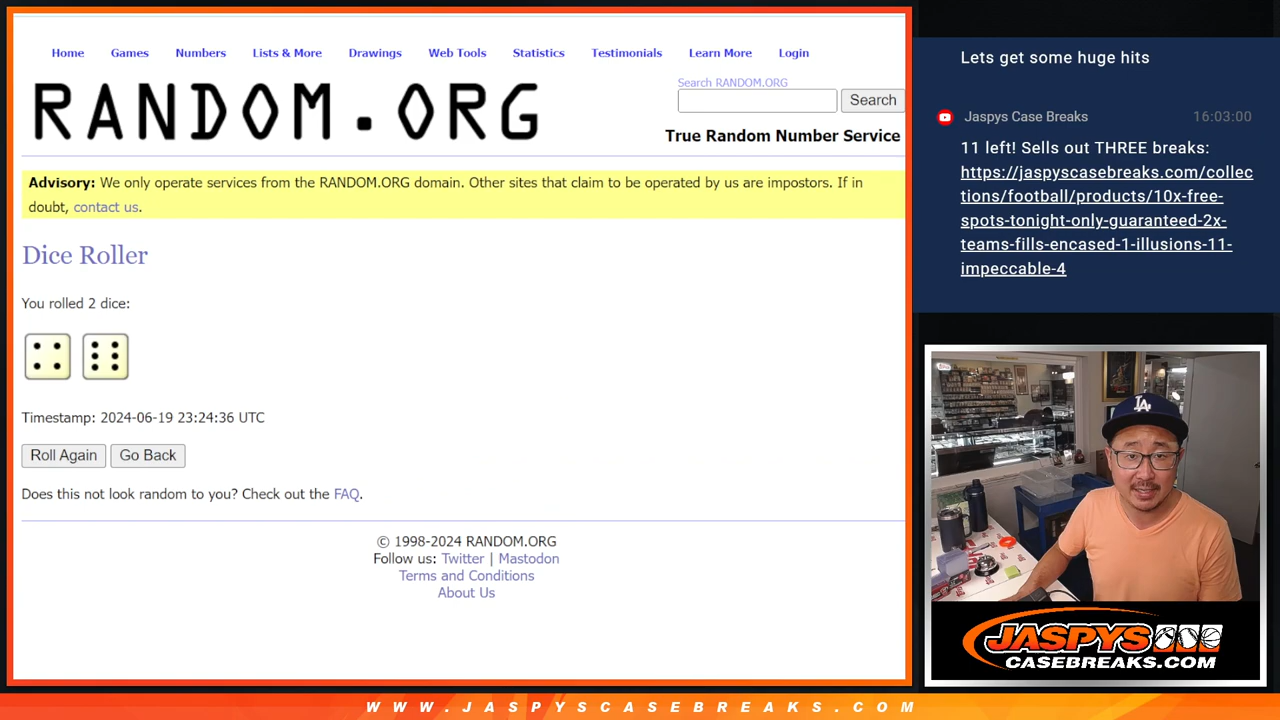 Home Games Numbers Lists & More Drawings Web Tools Statistics Testimonials Learn More Login
RANDOM.ORG
Search RANDOM.ORG
Search
True Random Number Service
Advisory: We only operate services from the RANDOM.ORG domain. Other sites that claim to be operated by us are impostors. If in
doubt, contact us.
Dice Roller
You rolled 2 dice:
Timestamp: 2024-06-19 23:24:36 UTC
Roll Again Go Back
Does this not look random to you? Check out the FAQ.
© 1998-2024 RANDOM.ORG
Follow us: Twitter | Mastodon
Terms and Conditions
About Us
Lets get some huge hits
Jaspys Case Breaks 16:03:00
11 left! Sells out THREE breaks:
https://jaspyscasebreaks.com/collec
tions/football/products/10x-free-
spots-tonight-only-guaranteed-2x-
teams-fills-encased-1-illusions-11-
impeccable-4
LA
JASPYS
CASEBREAKS.COM
WWW.JASPYSCASEBREAKS.COM